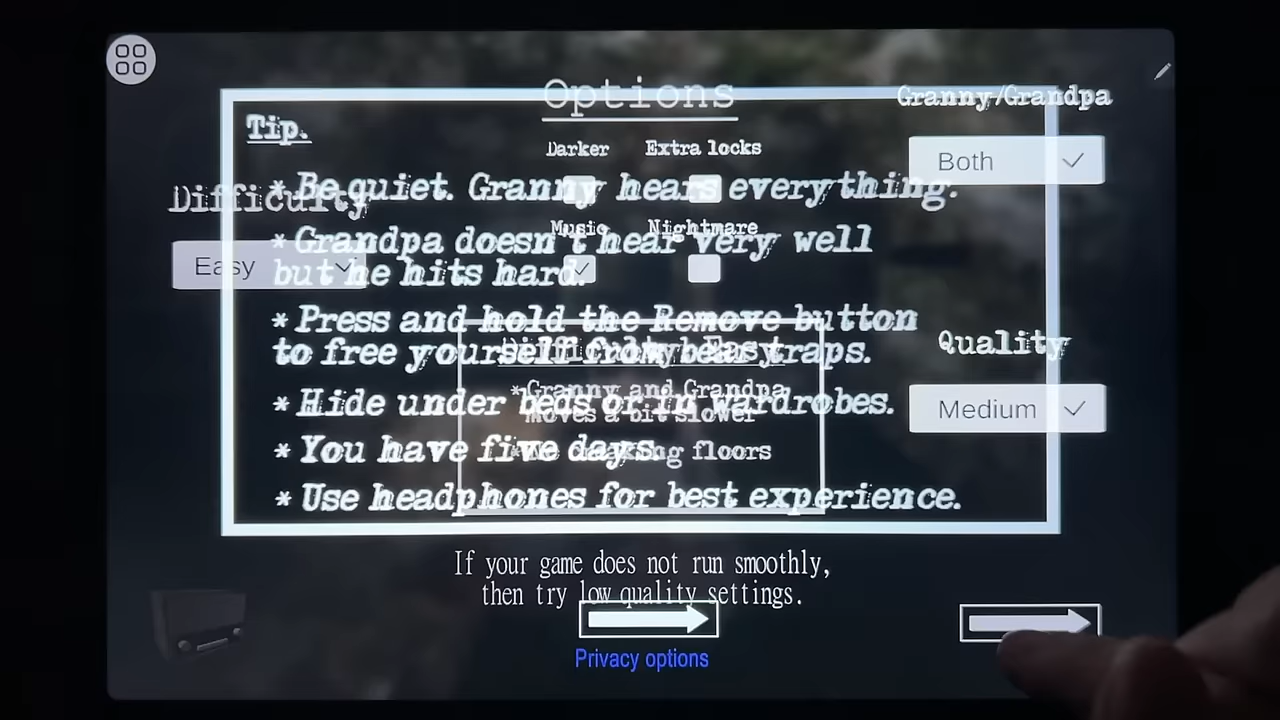 Options
Granny/Grandpa
Tip.
Darker
Extra locks
Both
* Be quiet. Granny hears everything.
Difficulty
Music
Nightmare
* Grandpa doesn't hear very well
but he hits hard.
Easy
* Press and hold the Remove button
to free yourself from bear traps.
Quality
Difficulty: Easy
* Granny and Grandpa
moves a bit slower
* Hide under beds or in wardrobes.
Medium
* You have five days.
floors
* Use headphones for best experience.
If your game does not run smoothly,
then try low quality settings.
Privacy options